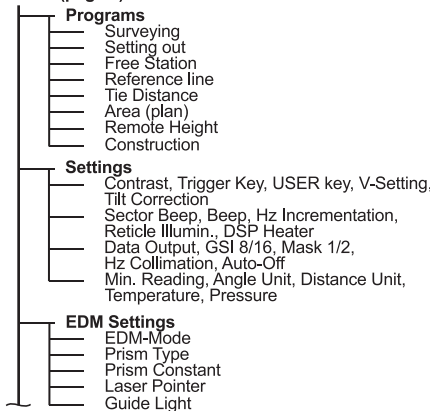 Programs
Surveying
Setting out
Free Station
Reference line
Tie Distance
Area (plan)
Remote Height
Construction
Settings
Contrast, Trigger Key, USER key, V-Setting,
Tilt Correction
Sector Beep, Beep, Hz Incrementation,
Reticle Illumin., DSP Heater
Data Output, GSI 8/16, Mask 1/2,
Hz Collimation, Auto-Off
Min. Reading, Angle Unit, Distance Unit,
Temperature, Pressure
EDM Settings
EDM-Mode
Prism Type
Prism Constant
Laser Pointer
Guide Light